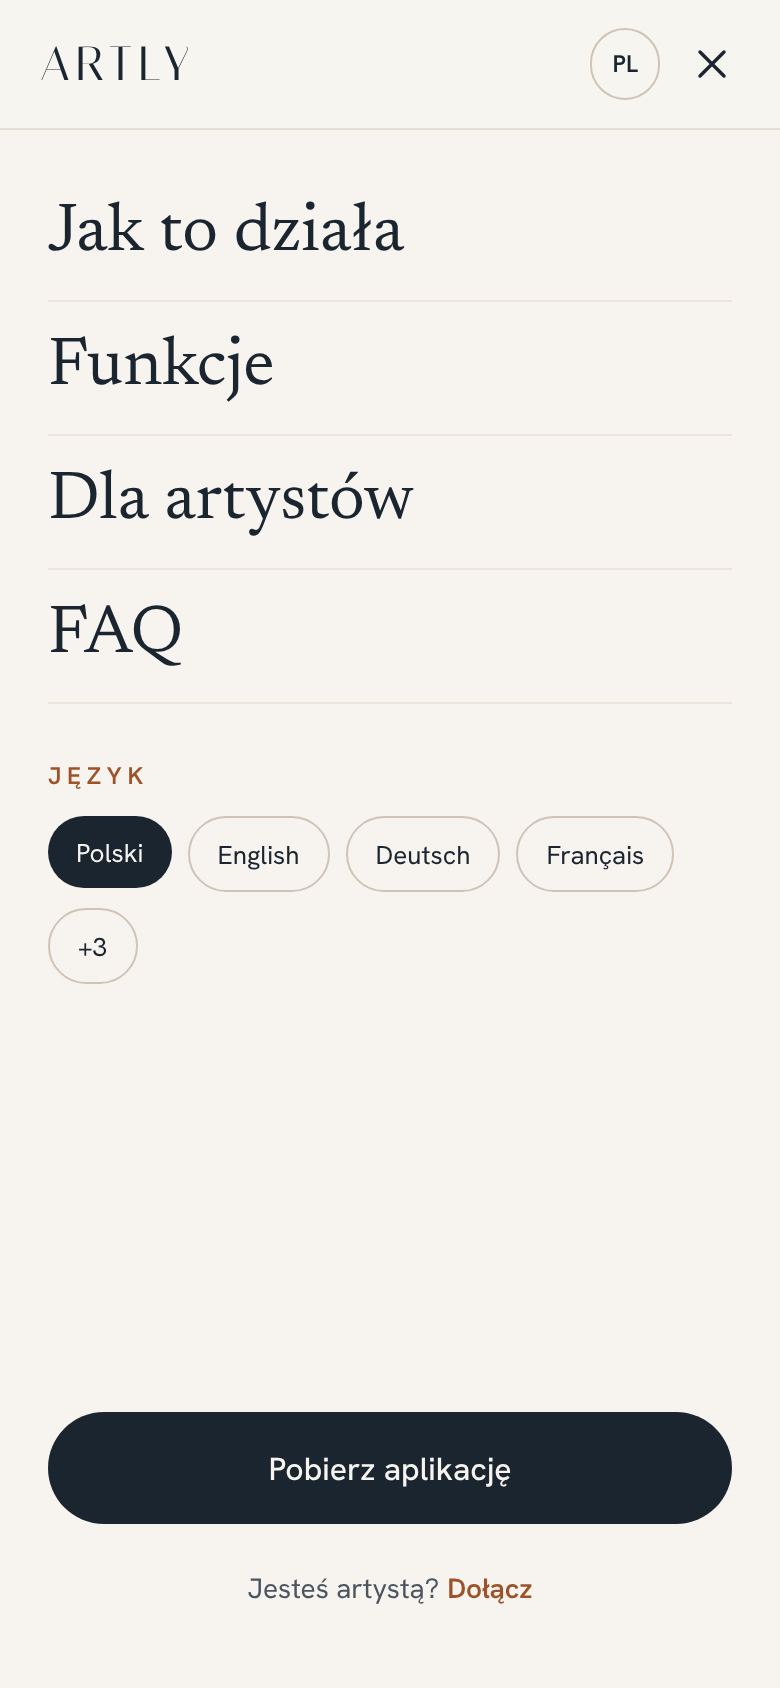 ARTLY
PL
Jak to działa
Funkcje
Dla artystów
FAQ
JĘZYK
Polski English Deutsch Français
+3
Pobierz aplikację
Jesteś artystą? Dołącz